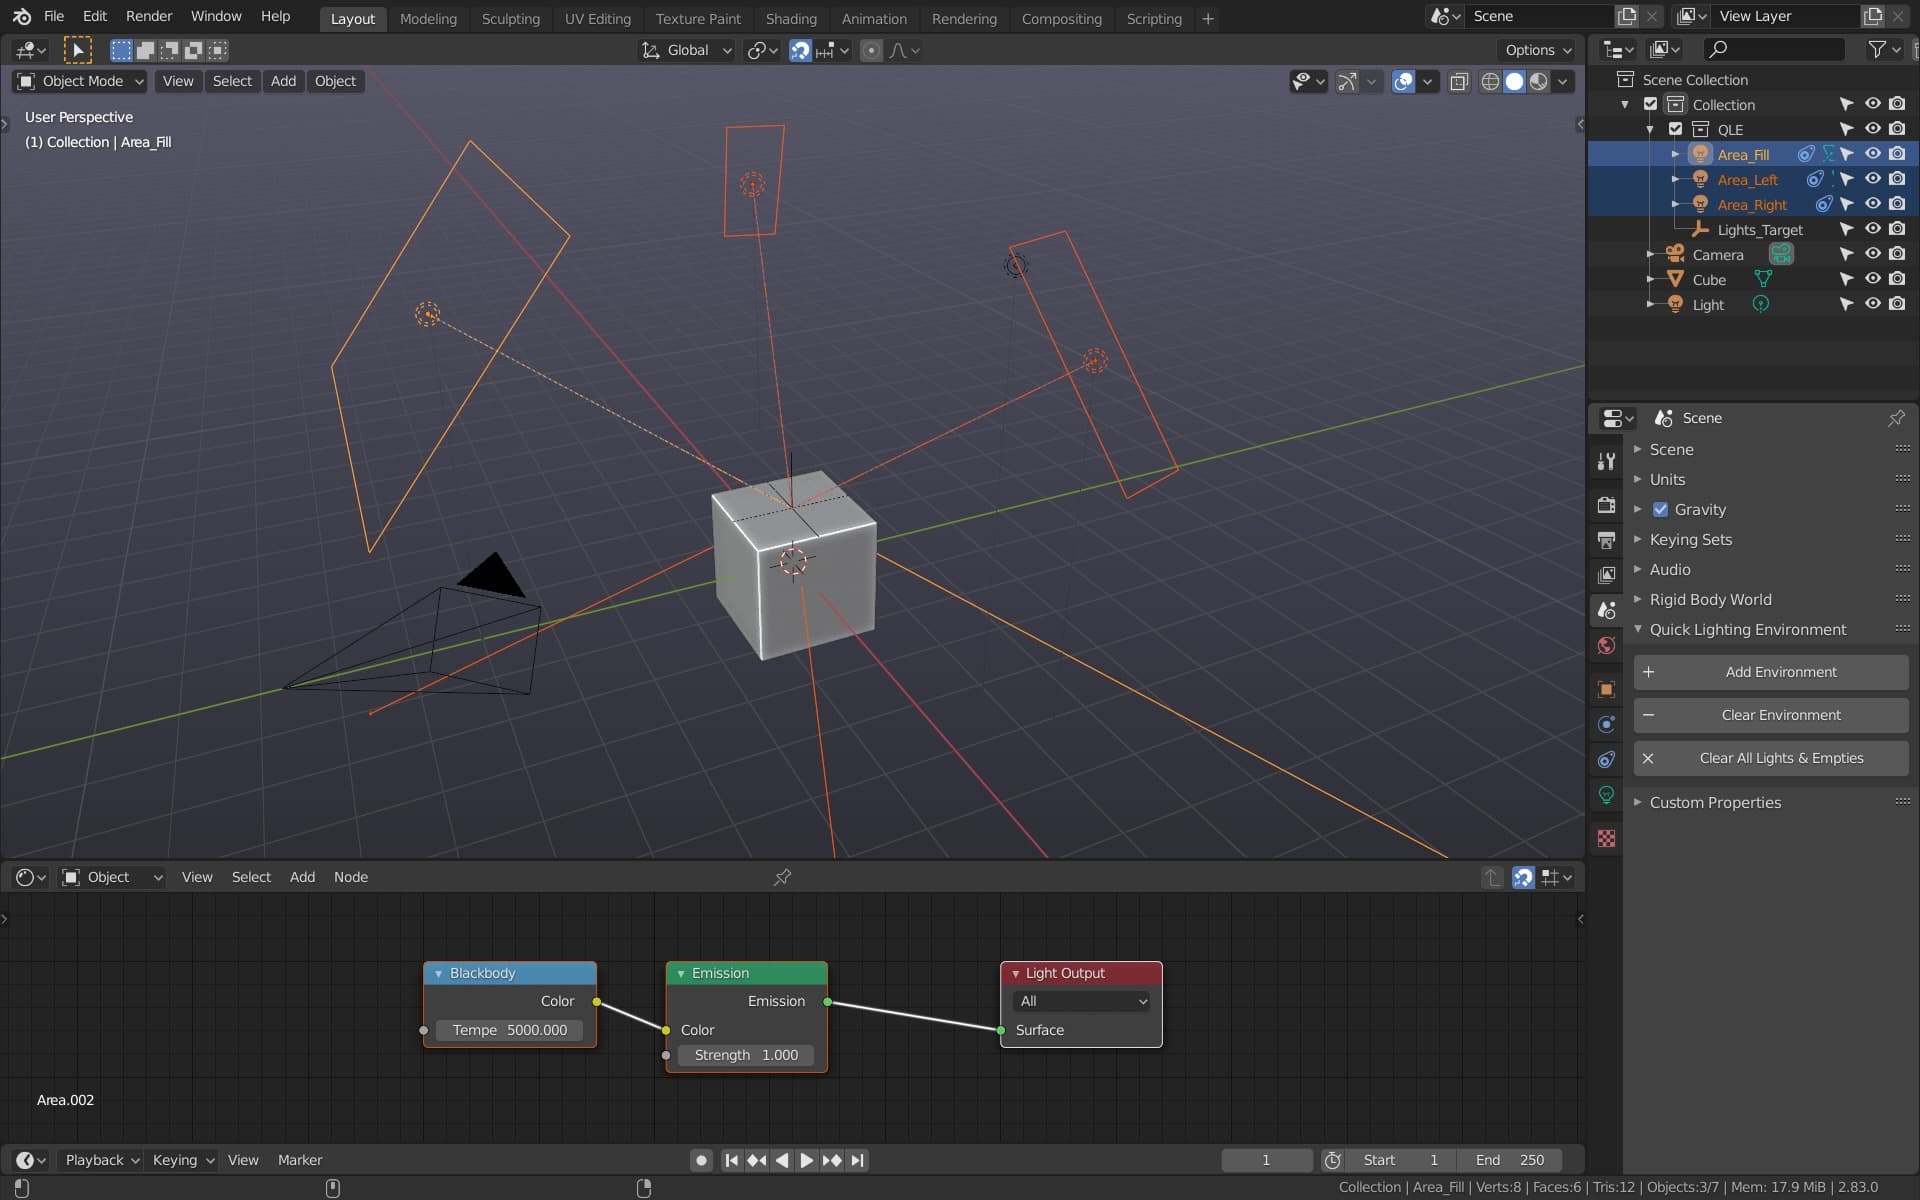 File Edit Render Window Help Layout Modeling Sculpting UV Editing Texture Paint Shading Animation Rendering Compositing Scripting + Scene View Layer
Global Options
Object Mode View Select Add Object
User Perspective
(1) Collection | Area_Fill
Scene Collection
Collection
QLE
Area_Fill
Area_Left
Area_Right
Lights_Target
Camera
Cube
Light
Scene
Scene
Units
Gravity
Keying Sets
Audio
Rigid Body World
Quick Lighting Environment
Add Environment
Clear Environment
Clear All Lights & Empties
Custom Properties
Object View Select Add Node
Blackbody
Color
Tempe 5000.000
Emission
Emission
Color
Strength 1.000
Light Output
All
Surface
Area.002
Playback Keying View Marker 1 Start 1 End 250
Collection | Area_Fill | Verts:8 | Faces:6 | Tris:12 | Objects:3/7 | Mem: 17.9 MiB | 2.83.0